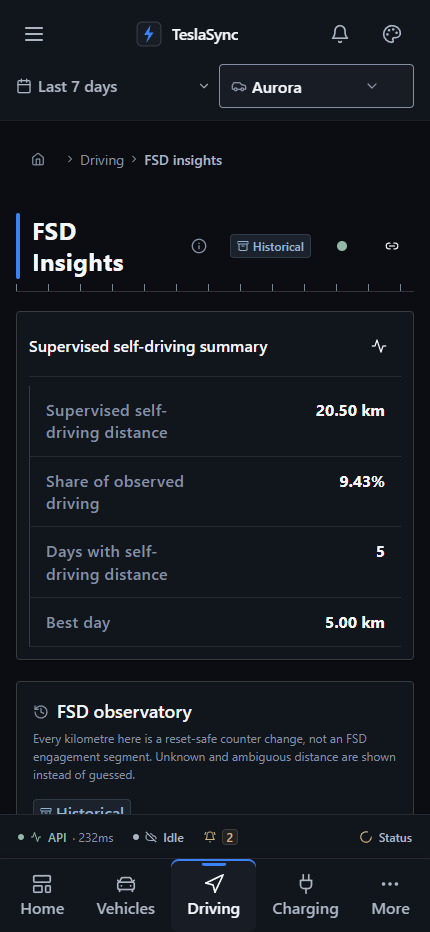 TeslaSync
Last 7 days
Aurora
Driving
FSD insights
FSD
Insights
Historical
Supervised self-driving summary
Supervised self-
driving distance
20.50 km
Share of observed
driving
9.43%
Days with self-
driving distance
5
Best day
5.00 km
FSD observatory
Every kilometre here is a reset-safe counter change, not an FSD
engagement segment. Unknown and ambiguous distance are shown
instead of guessed.
Historical
API · 232ms
Idle
2
Status
Home
Vehicles
Driving
Charging
More